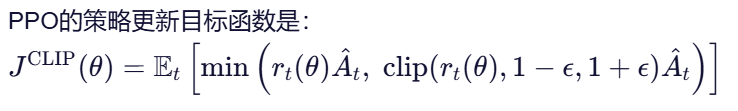 PPO的策略更新目标函数是：
J^{CLIP}(θ) = 𝔼_t [min (r_t(θ)Â_t, clip(r_t(θ), 1 − ϵ, 1 + ϵ)Â_t)]